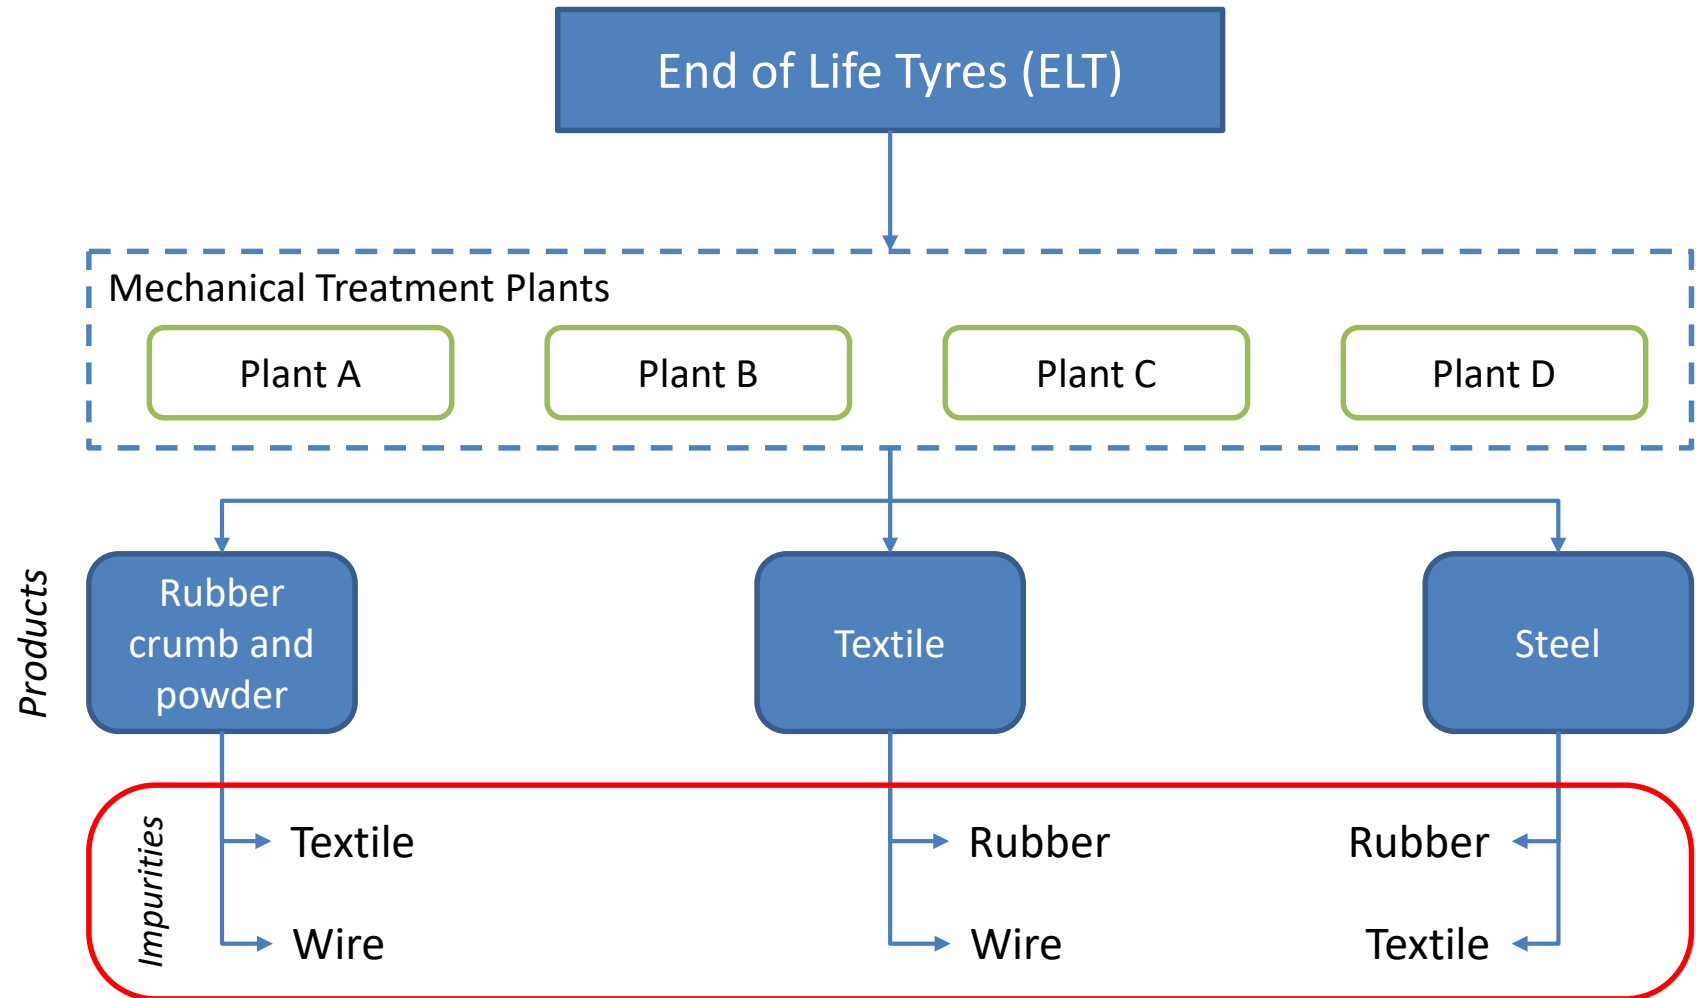 End of Life Tyres (ELT)
Mechanical Treatment Plants
Plant A
Plant B
Plant C
Plant D
Products
Rubber
crumb and
powder
Textile
Steel
Impurities
Textile
Rubber
Rubber
Wire
Wire
Textile